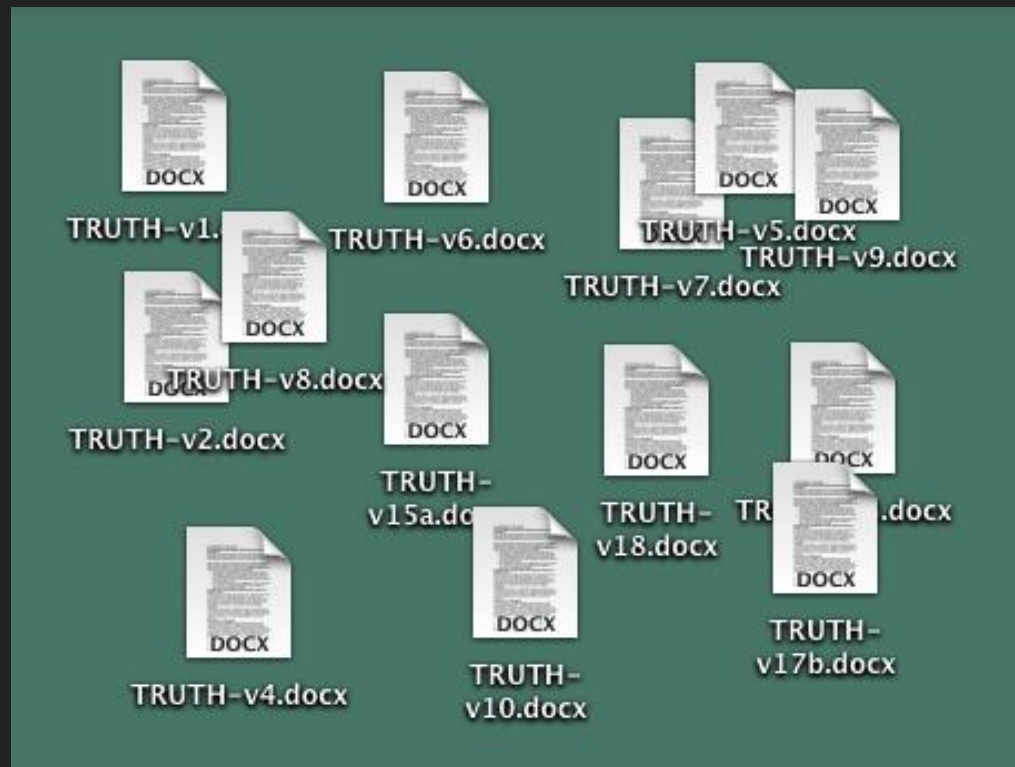 DOCX
TRUTH-v1.
DOCX
TRUTH-v6.docx
DOCX
TRUTH-v5.docx
DOCX
TRUTH-v9.docx
TRUTH-v7.docx
DOCX
TRUTH-v8.docx
DOCX
TRUTH-v2.docx
DOCX
TRUTH-
v15a.do
DOCX
TRUTH-
v18.docx
DOCX
TR .docx
DOCX
TRUTH-
v17b.docx
DOCX
TRUTH-v4.docx
DOCX
TRUTH-
v10.docx